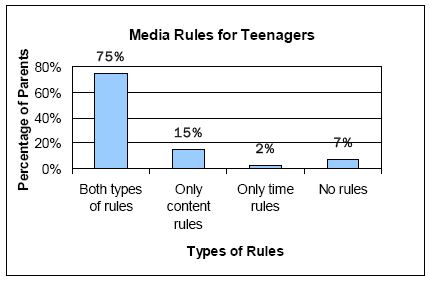 Media Rules for Teenagers
Percentage of Parents
80%
60%
40%
20%
0%
75%
15%
2%
7%
Both types
of rules
Only
content
rules
Only time
rules
No rules
Types of Rules